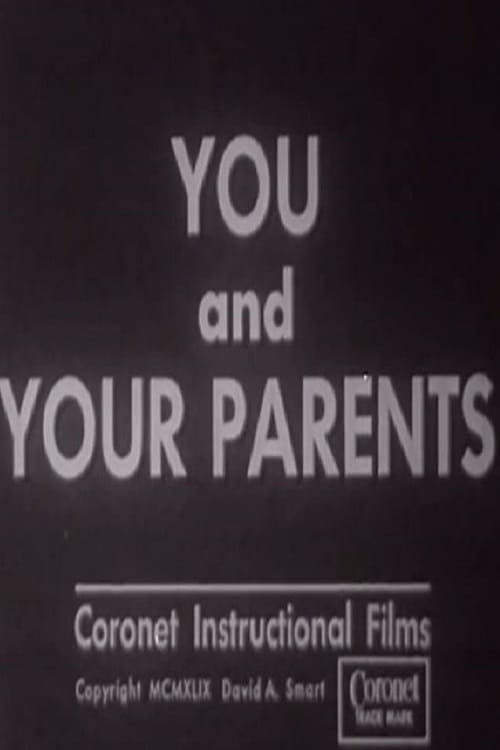 YOU
and
YOUR PARENTS
Coronet Instructional Films
Copyright MCMXLIX David A. Smart
Coronet
TRADE MARK